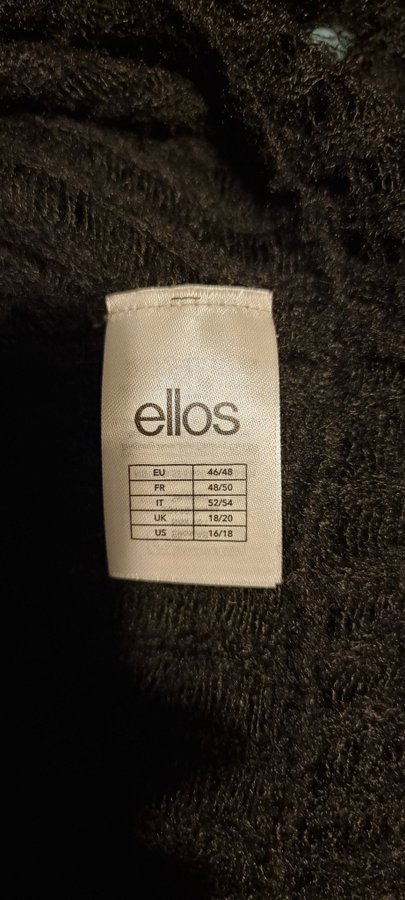 ellos
EU 46/48
FR 48/50
IT 52/54
UK 18/20
US 16/18